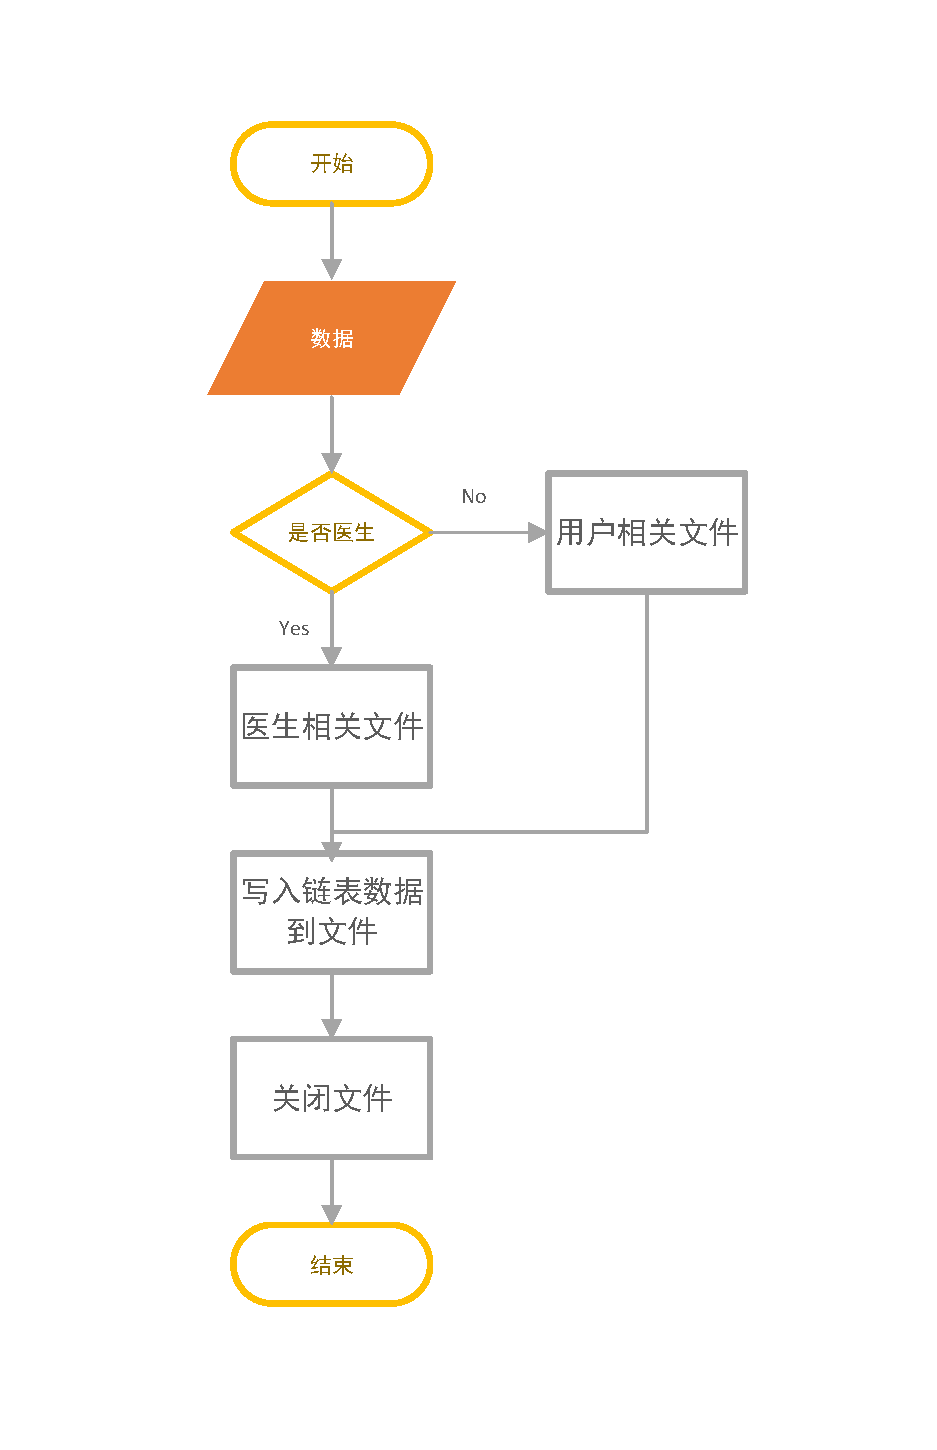 开始
数据
是否医生
No
用户相关文件
Yes
医生相关文件
写入链表数据
到文件
关闭文件
结束